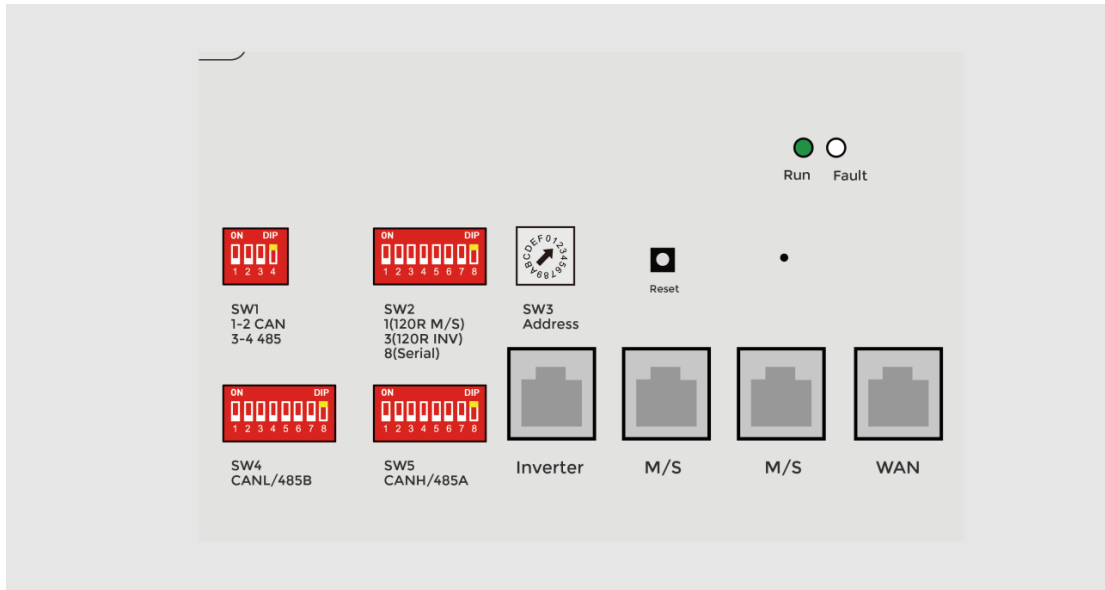 Run Fault
ON DIP
1 2 3 4
SW1
1-2 CAN
3-4 485
ON DIP
1 2 3 4 5 6 7 8
SW2
1(120R M/S)
3(120R INV)
8(Serial)
0123456789ABCDEF
SW3
Address
Reset
ON DIP
1 2 3 4 5 6 7 8
SW4
CANL/485B
ON DIP
1 2 3 4 5 6 7 8
SW5
CANH/485A
Inverter
M/S
M/S
WAN